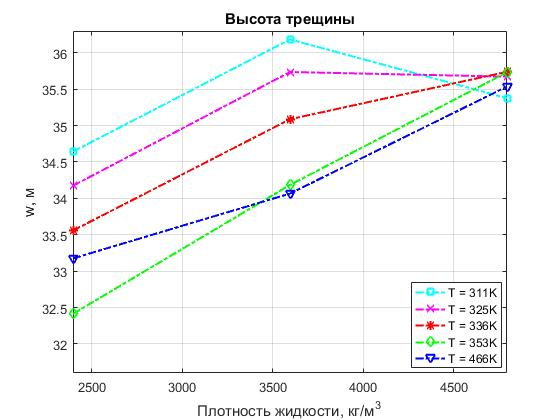 Высота трещины
w, м
36
35.5
35
34.5
34
33.5
33
32.5
32
2500
3000
3500
4000
4500
Плотность жидкости, кг/м³
T = 311K
T = 325K
T = 336K
T = 353K
T = 466K